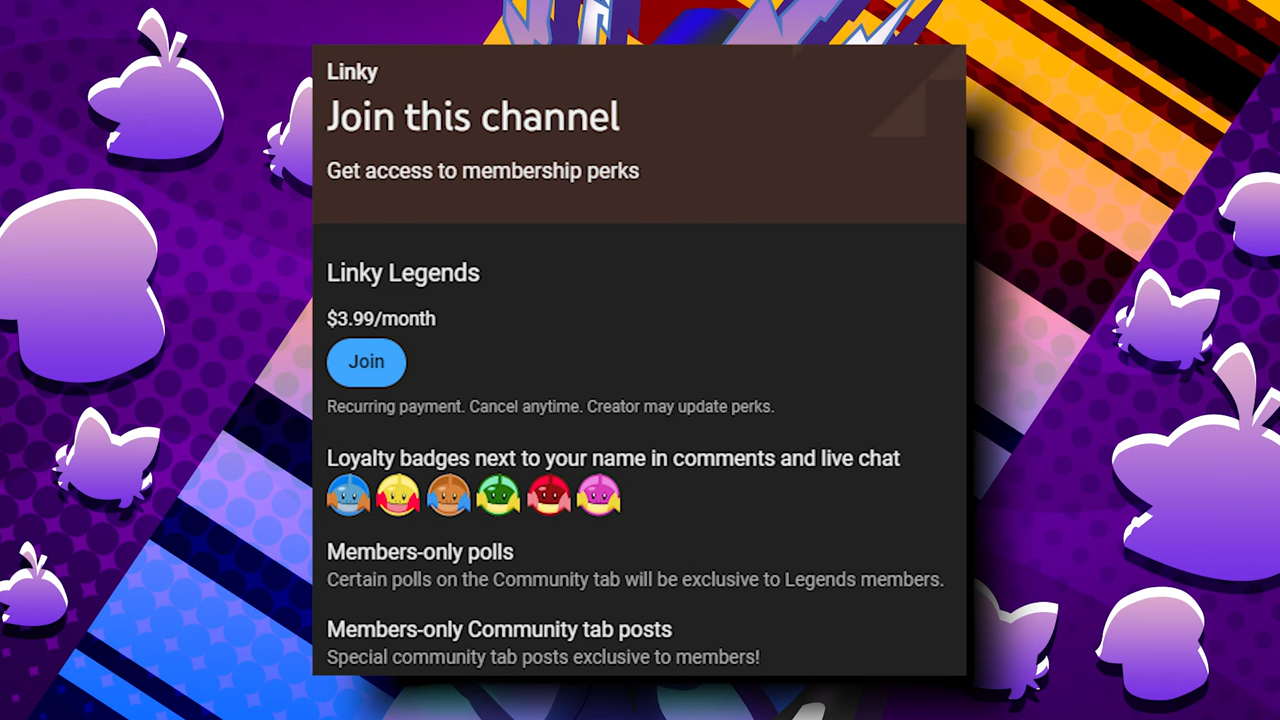 Linky
Join this channel
Get access to membership perks
Linky Legends
$3.99/month
Join
Recurring payment. Cancel anytime. Creator may update perks.
Loyalty badges next to your name in comments and live chat
Members-only polls
Certain polls on the Community tab will be exclusive to Legends members.
Members-only Community tab posts
Special community tab posts exclusive to members!